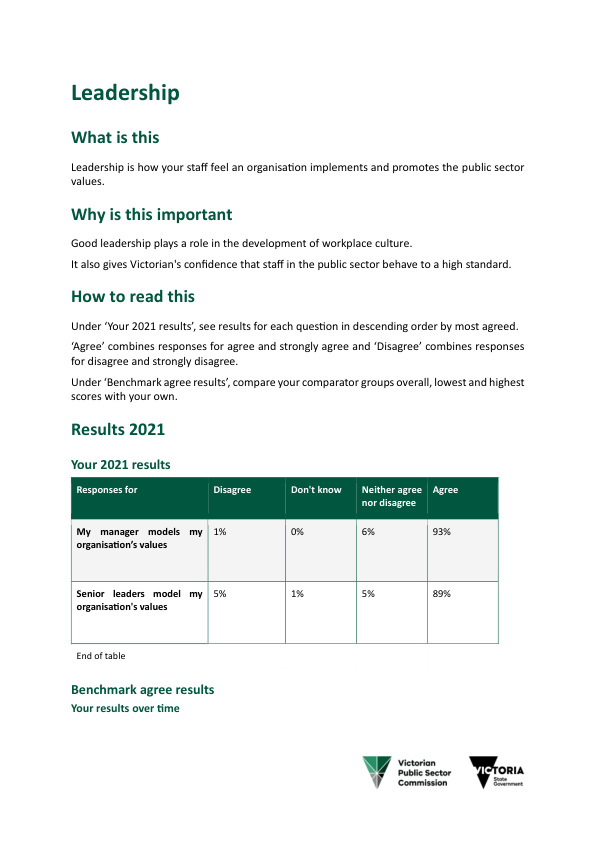 Leadership
What is this
Leadership is how your staff feel an organisation implements and promotes the public sector
values.
Why is this important
Good leadership plays a role in the development of workplace culture.
It also gives Victorian's confidence that staff in the public sector behave to a high standard.
How to read this
Under ‘Your 2021 results’, see results for each question in descending order by most agreed.
‘Agree’ combines responses for agree and strongly agree and ‘Disagree’ combines responses
for disagree and strongly disagree.
Under ‘Benchmark agree results’, compare your comparator groups overall, lowest and highest
scores with your own.
Results 2021
Your 2021 results
Responses for Disagree Don't know Neither agree Agree
nor disagree
My manager models my 1% 0% 6% 93%
organisation’s values
Senior leaders model my 5% 1% 5% 89%
organisation's values
End of table
Benchmark agree results
Your results over time
Victorian
Public Sector
Commission
VICTORIA
State
Government